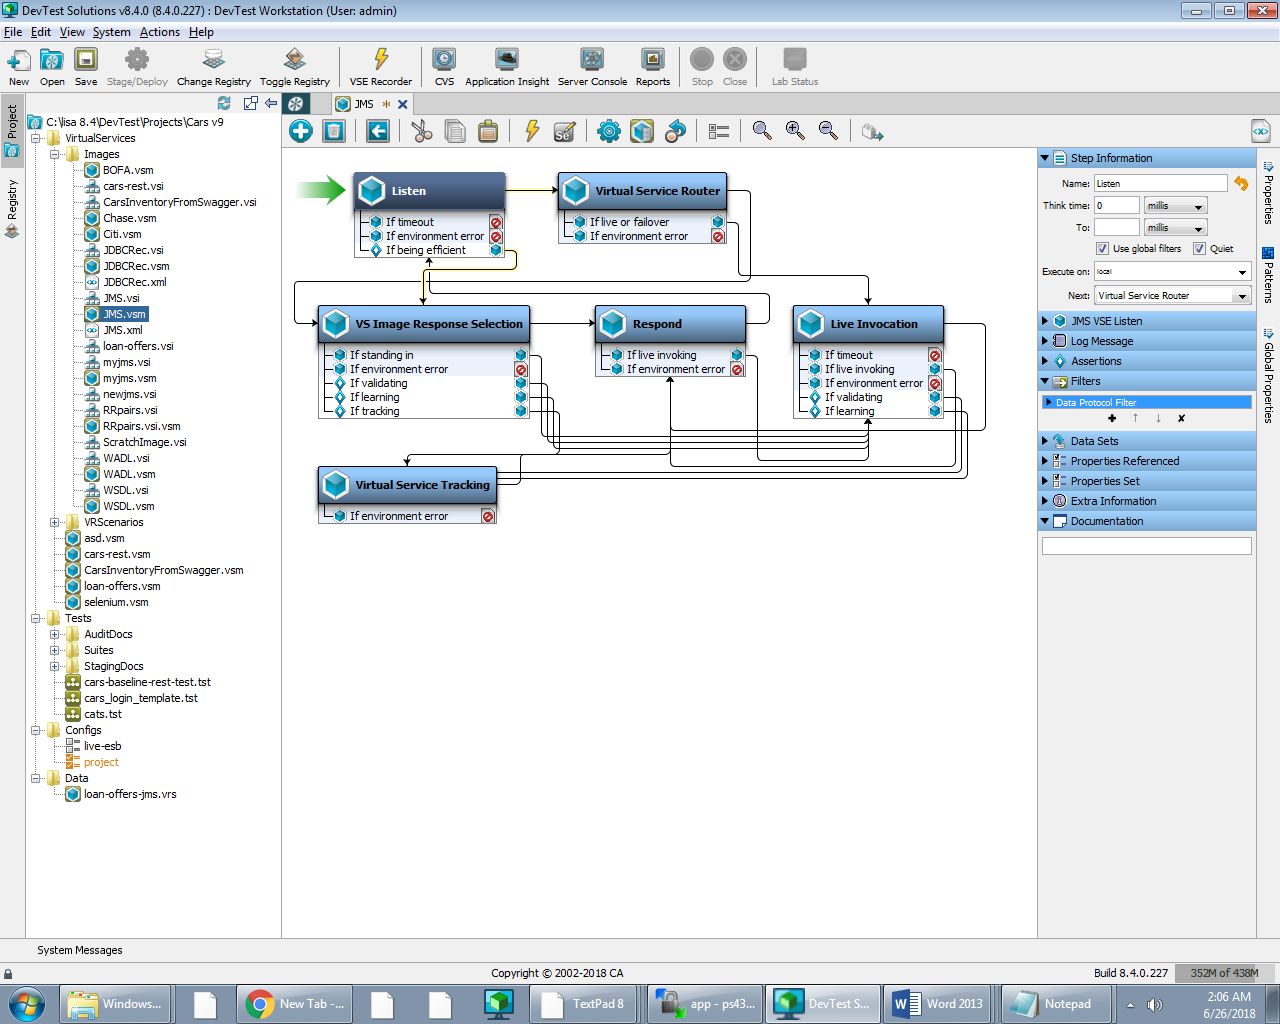 DevTest Solutions v8.4.0 (8.4.0.227) : DevTest Workstation (User: admin)
File Edit View System Actions Help
New Open Save Stage/Deploy Change Registry Toggle Registry VSE Recorder CVS Application Insight Server Console Reports Stop Close Lab Status
Project
Registry
C:\lisa 8.4\DevTest\Projects\Cars v9
VirtualServices
Images
BOFA.vsm
cars-rest.vsi
CarsInventoryFromSwagger.vsi
Chase.vsm
Citi.vsm
JDBCRec.vsi
JDBCRec.vsm
JDBCRec.xml
JMS.vsi
JMS.vsm
JMS.xml
loan-offers.vsi
myjms.vsi
myjms.vsm
newjms.vsi
RRpairs.vsi
RRpairs.vsi.vsm
ScratchImage.vsi
WADL.vsi
WADL.vsm
WSDL.vsi
WSDL.vsm
VRScenarios
asd.vsm
cars-rest.vsm
CarsInventoryFromSwagger.vsm
loan-offers.vsm
selenium.vsm
Tests
AuditDocs
Suites
StagingDocs
cars-baseline-rest-test.tst
cars_login_template.tst
cats.tst
Configs
live-esb
project
Data
loan-offers-jms.vrs
JMS
Se
Listen
If timeout
If environment error
If being efficient
Virtual Service Router
If live or failover
If environment error
VS Image Response Selection
If standing in
If environment error
If validating
If learning
If tracking
Respond
If live invoking
If environment error
Live Invocation
If timeout
If live invoking
If environment error
If validating
If learning
Virtual Service Tracking
If environment error
Step Information
Name: Listen
Think time: 0 millis
To: millis
Use global filters Quiet
Execute on: local
Next: Virtual Service Router
JMS VSE Listen
Log Message
Assertions
Filters
Data Protocol Filter
Data Sets
Properties Referenced
Properties Set
Extra Information
Documentation
Properties
Patterns
Global Properties
System Messages
Copyright © 2002-2018 CA
Build 8.4.0.227 352M of 438M
Windows... New Tab -... TextPad 8 app - ps43... DevTest S... Word 2013 Notepad
2:06 AM
6/26/2018